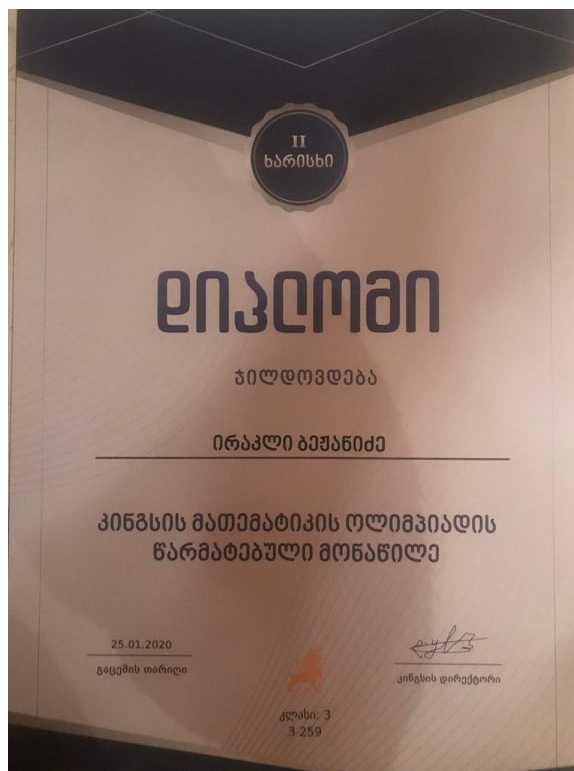 II
ხარისხი
დიპლომი
ჯილდოვდება
ირაკლი ბეჟანიძე
კინგსის მათემატიკის ოლიმპიადის
წარმატებული მონაწილე
25.01.2020
გაცემის თარიღი
კინგსის დირექტორი
კლასი: 3
3.259